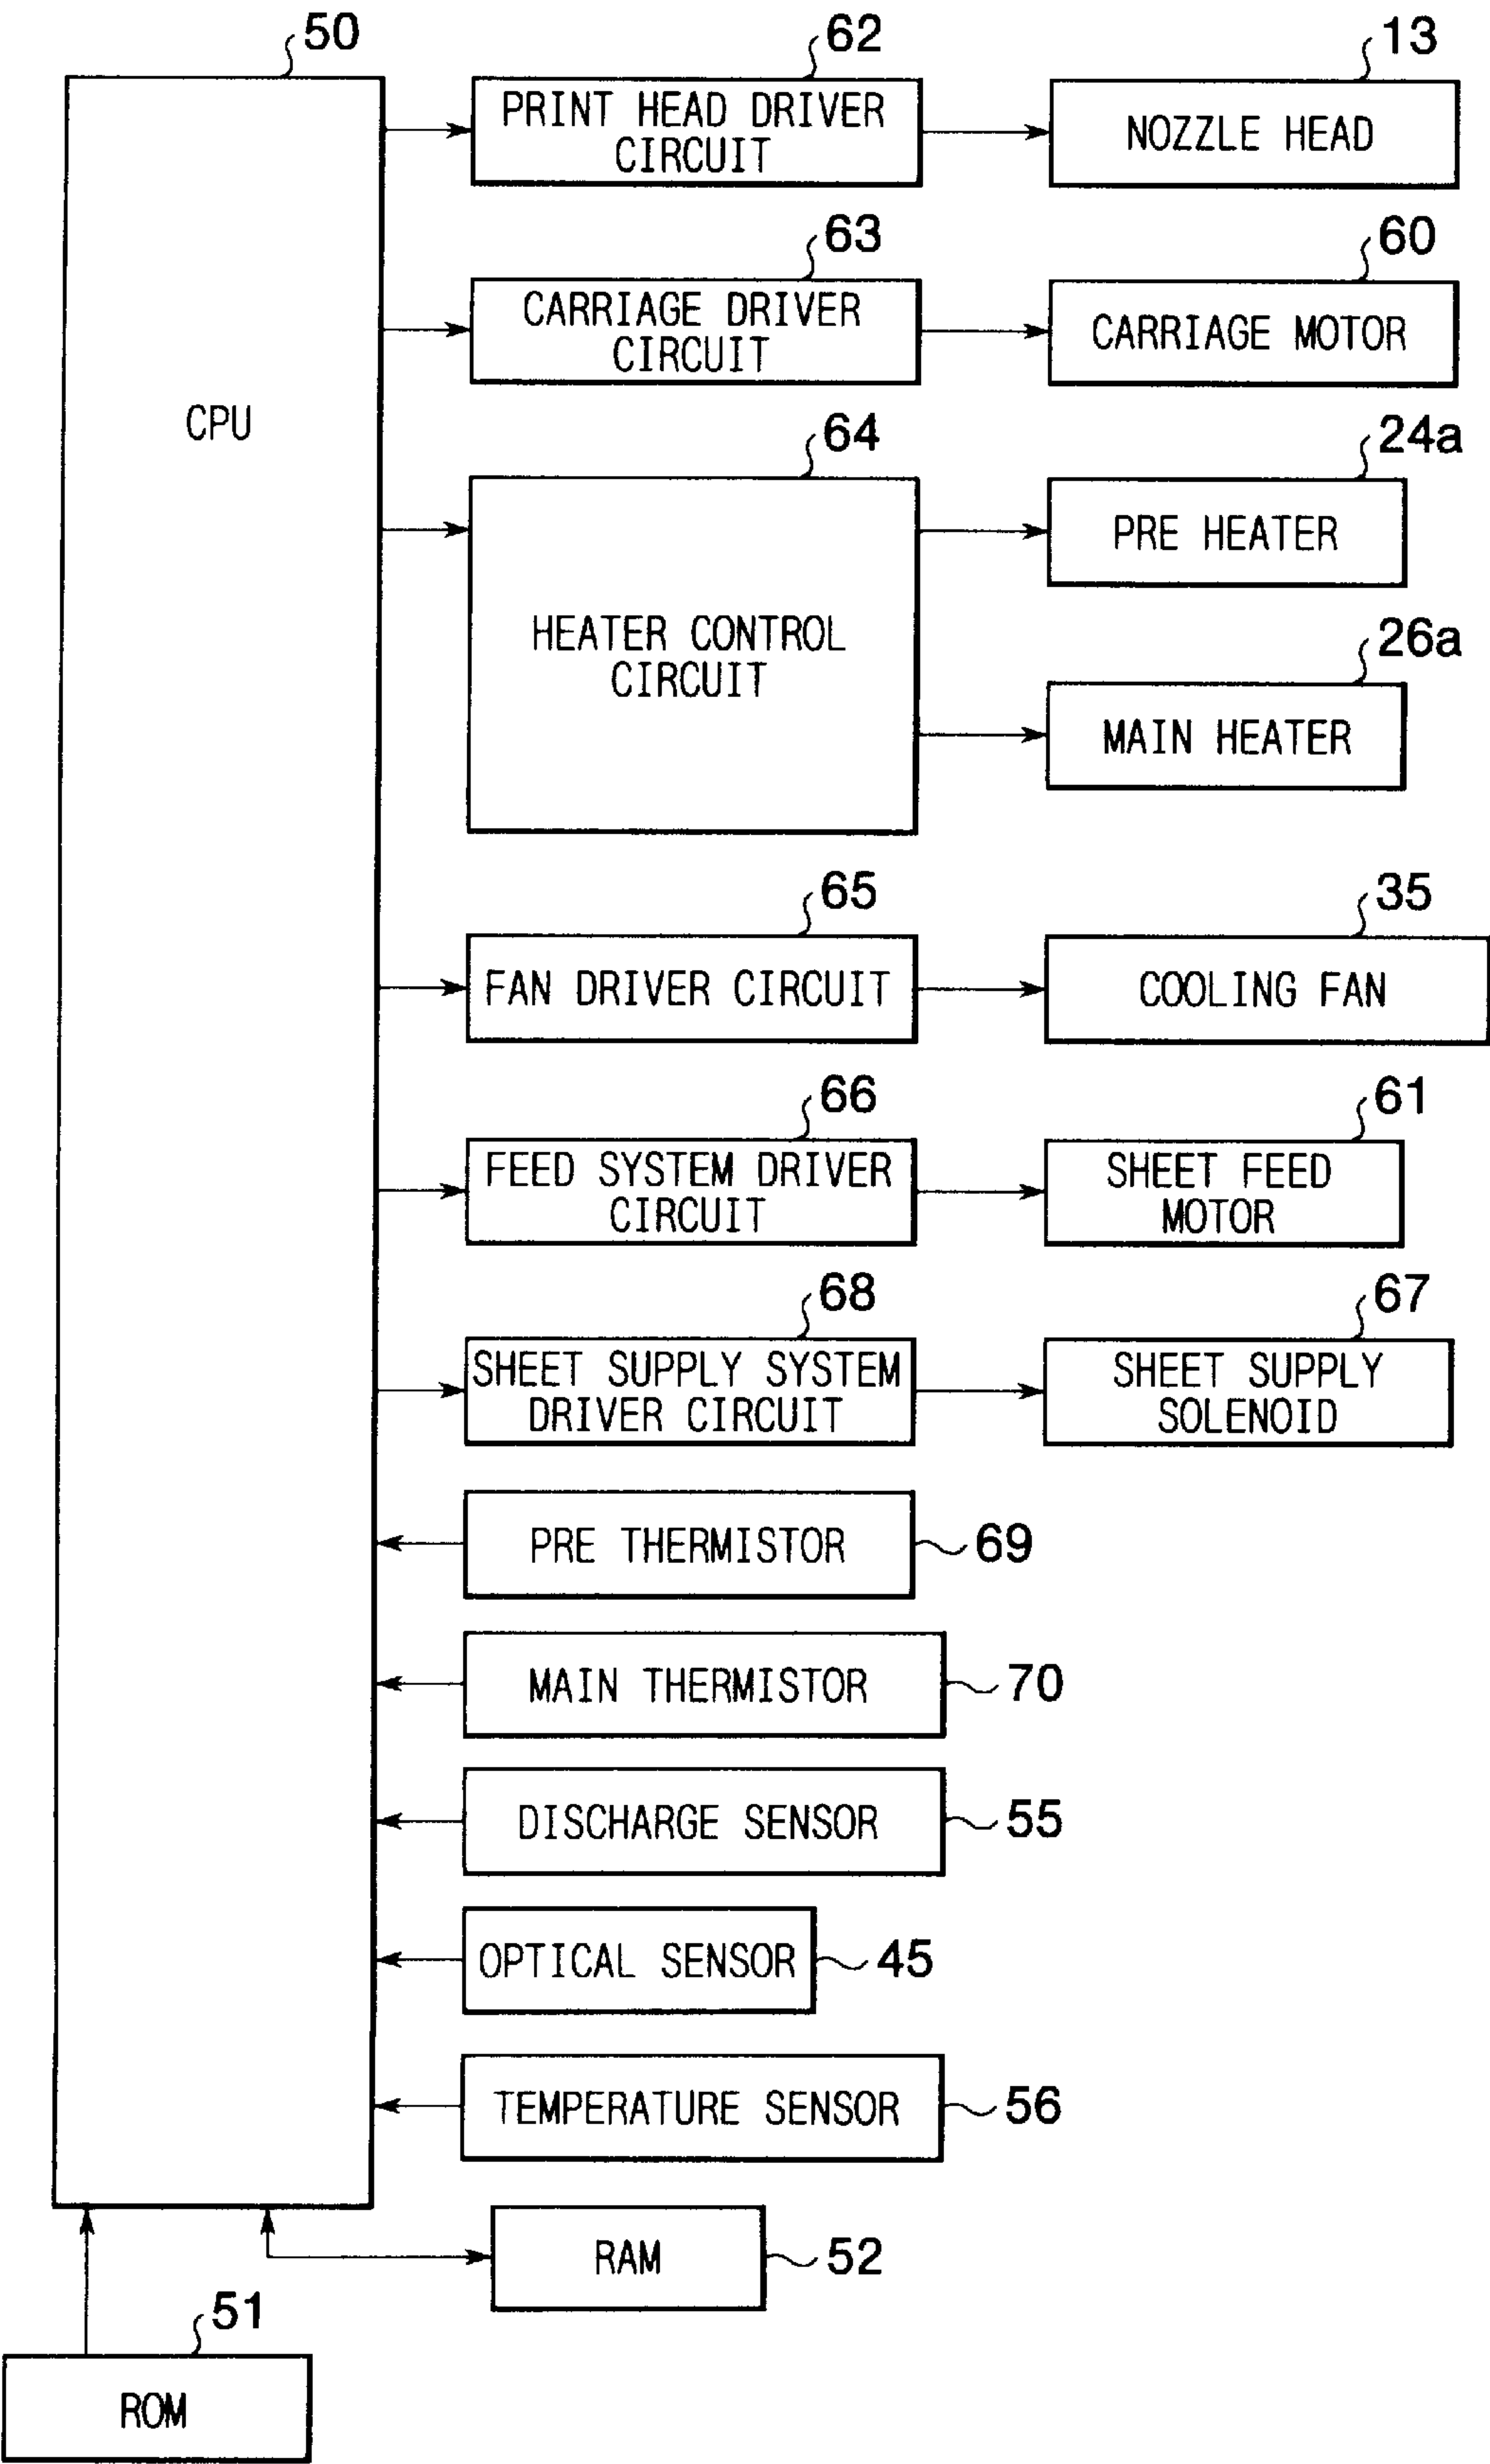 50
62
13
PRINT HEAD DRIVER
CIRCUIT
NOZZLE HEAD
63
60
CARRIAGE DRIVER
CIRCUIT
CARRIAGE MOTOR
CPU
64
24a
PRE HEATER
HEATER CONTROL
CIRCUIT
26a
MAIN HEATER
65
35
FAN DRIVER CIRCUIT
COOLING FAN
66
61
FEED SYSTEM DRIVER
CIRCUIT
SHEET FEED
MOTOR
68
67
SHEET SUPPLY SYSTEM
DRIVER CIRCUIT
SHEET SUPPLY
SOLENOID
PRE THERMISTOR
69
MAIN THERMISTOR
70
DISCHARGE SENSOR
55
OPTICAL SENSOR
45
TEMPERATURE SENSOR
56
RAM
52
51
ROM